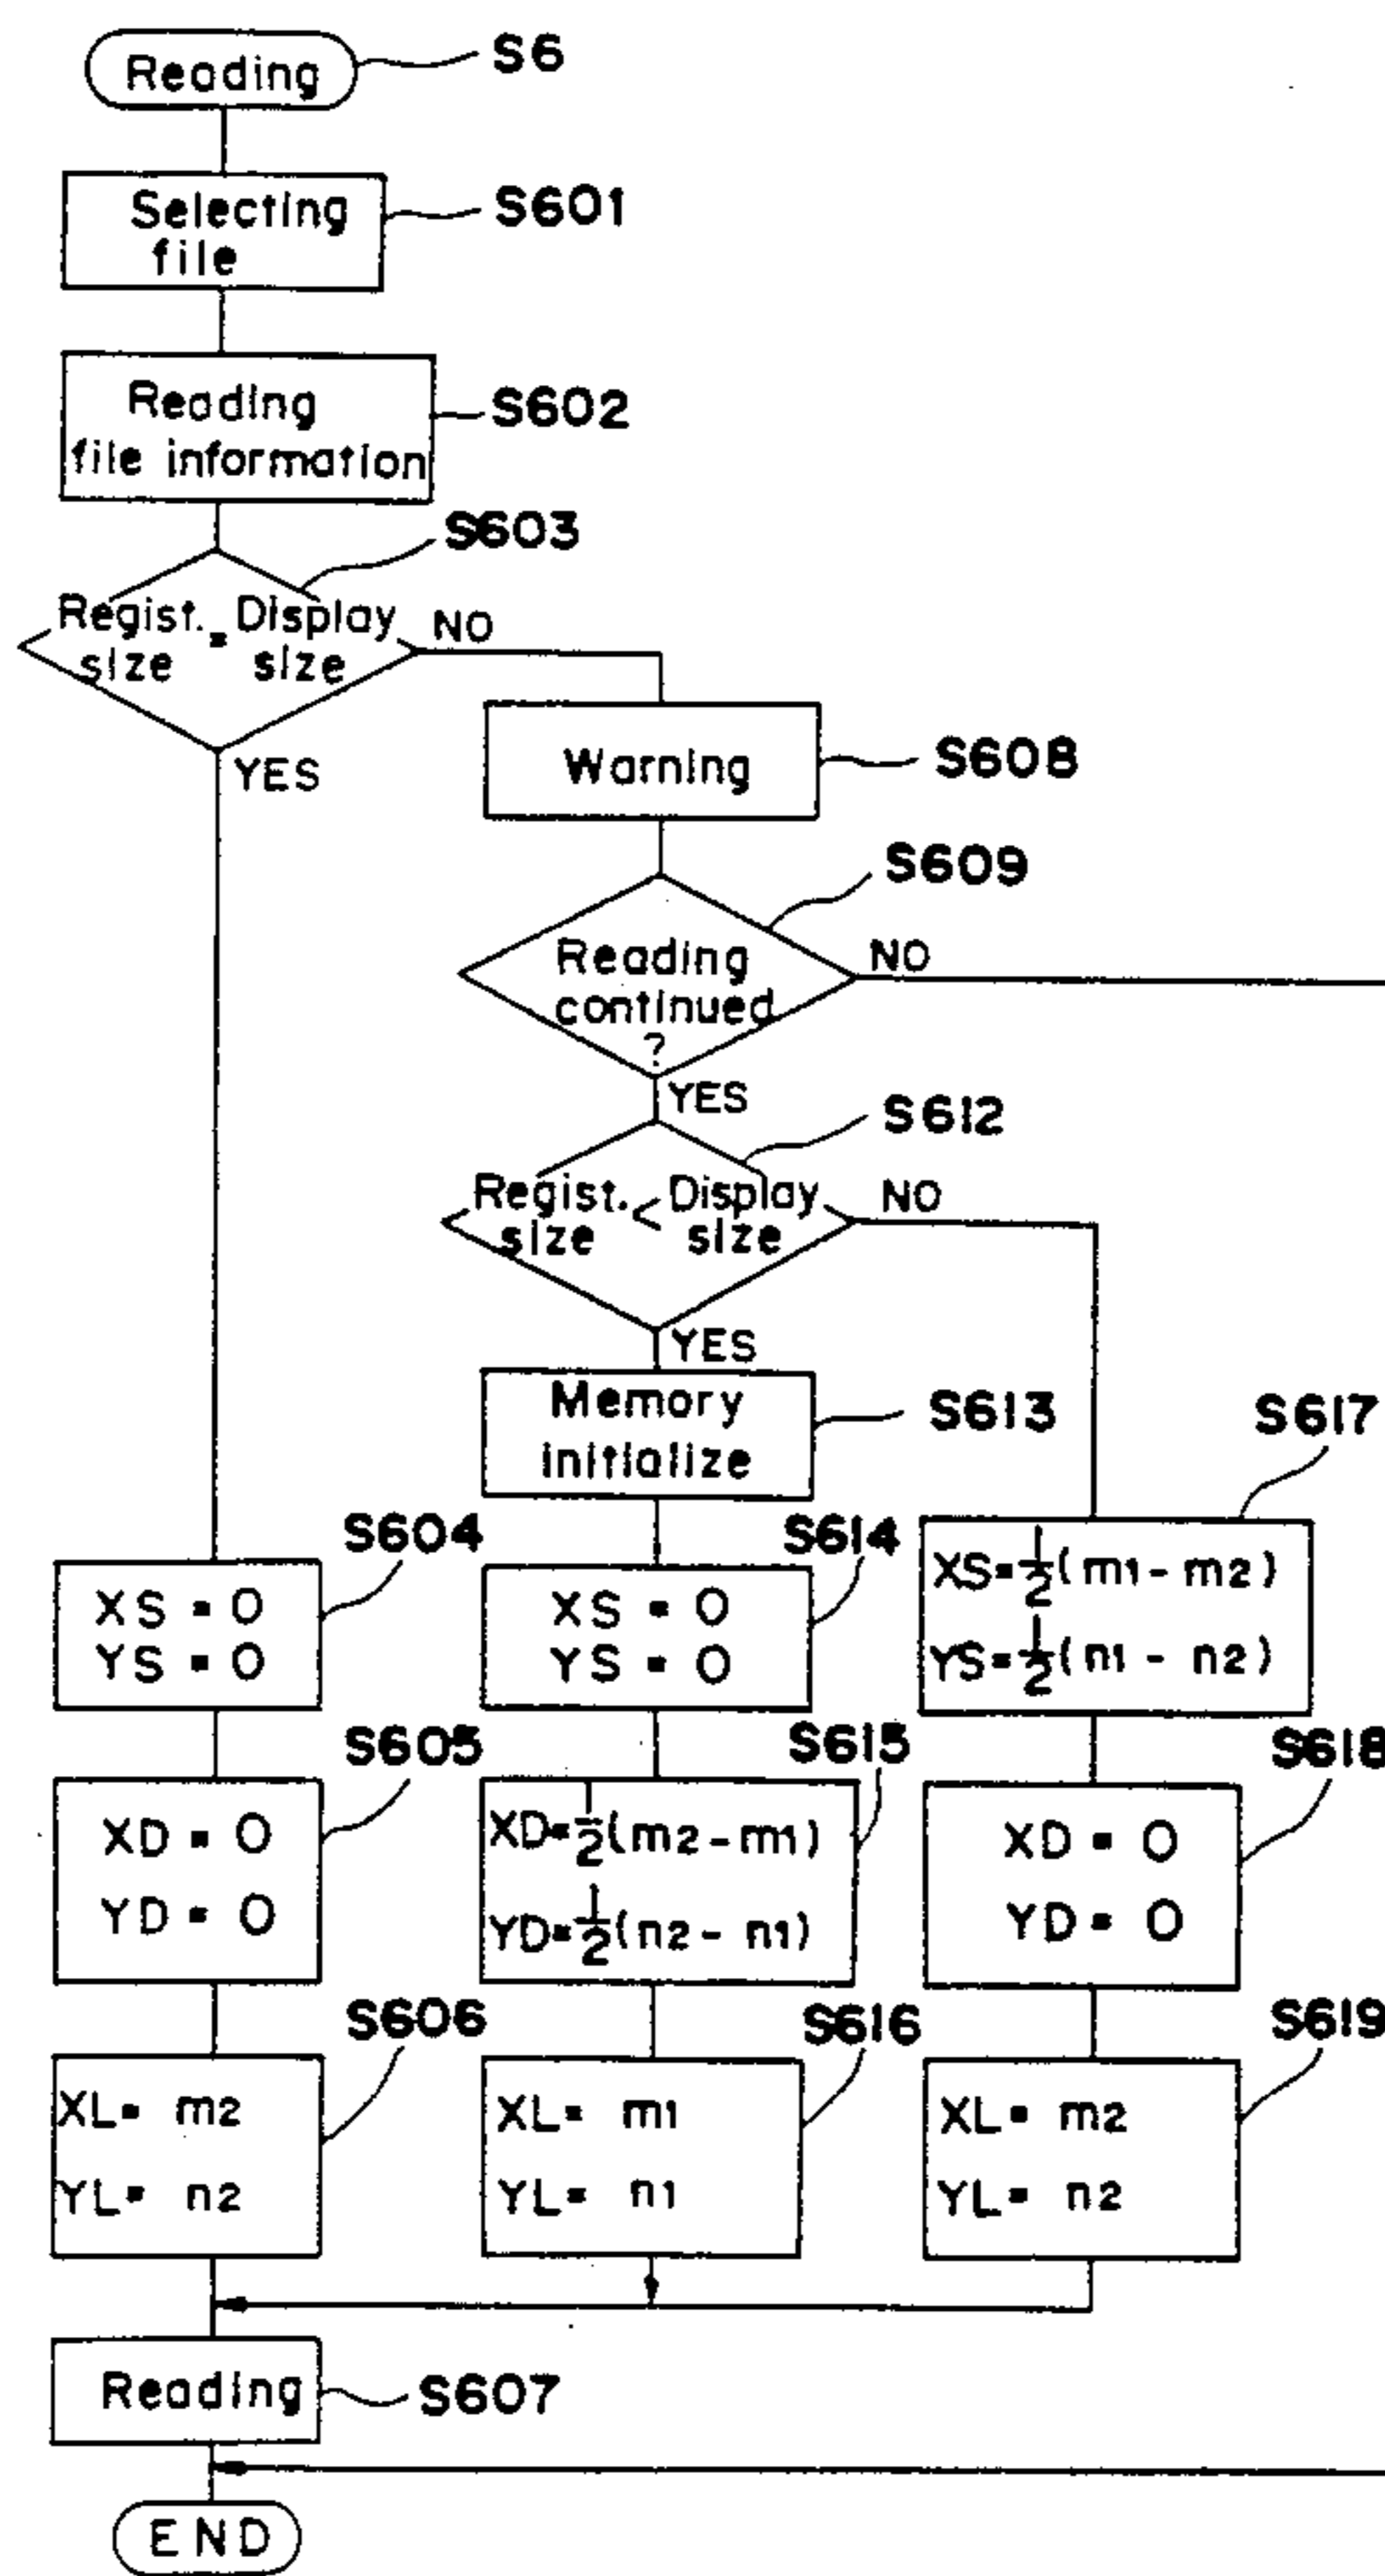 Reading
S6
Selecting
file
S601
Reading
file information
S602
S603
Regist. = Display
size size
NO
YES
Warning
S608
S609
Reading
continued
?
NO
YES
S612
Regist. < Display
size size
NO
YES
Memory
initialize
S613
S604
XS = 0
YS = 0
S614
XS = 0
YS = 0
S617
XS = 1/2 (m1 - m2)
YS = 1/2 (n1 - n2)
S605
XD = 0
YD = 0
S615
XD = 1/2 (m2 - m1)
YD = 1/2 (n2 - n1)
S618
XD = 0
YD = 0
S606
XL = m2
YL = n2
S616
XL = m1
YL = n1
S619
XL = m2
YL = n2
Reading
S607
END